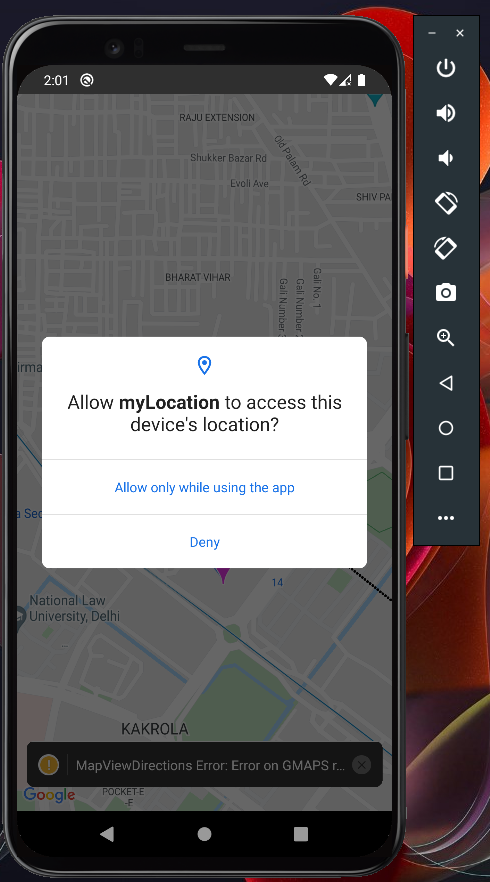 2:01
RAJU EXTENSION
Old Palam Rd
Shukker Bazar Rd
Evoli Ave
SHIV PA
BHARAT VIHAR
Gali No. 1
Gali Number
Gali Number
irma
Allow myLocation to access this
device's location?
Allow only while using the app
a Sec
Deny
14
National Law
University, Delhi
KAKROLA
MapViewDirections Error: Error on GMAPS r...
Google
POCKET-E
-E